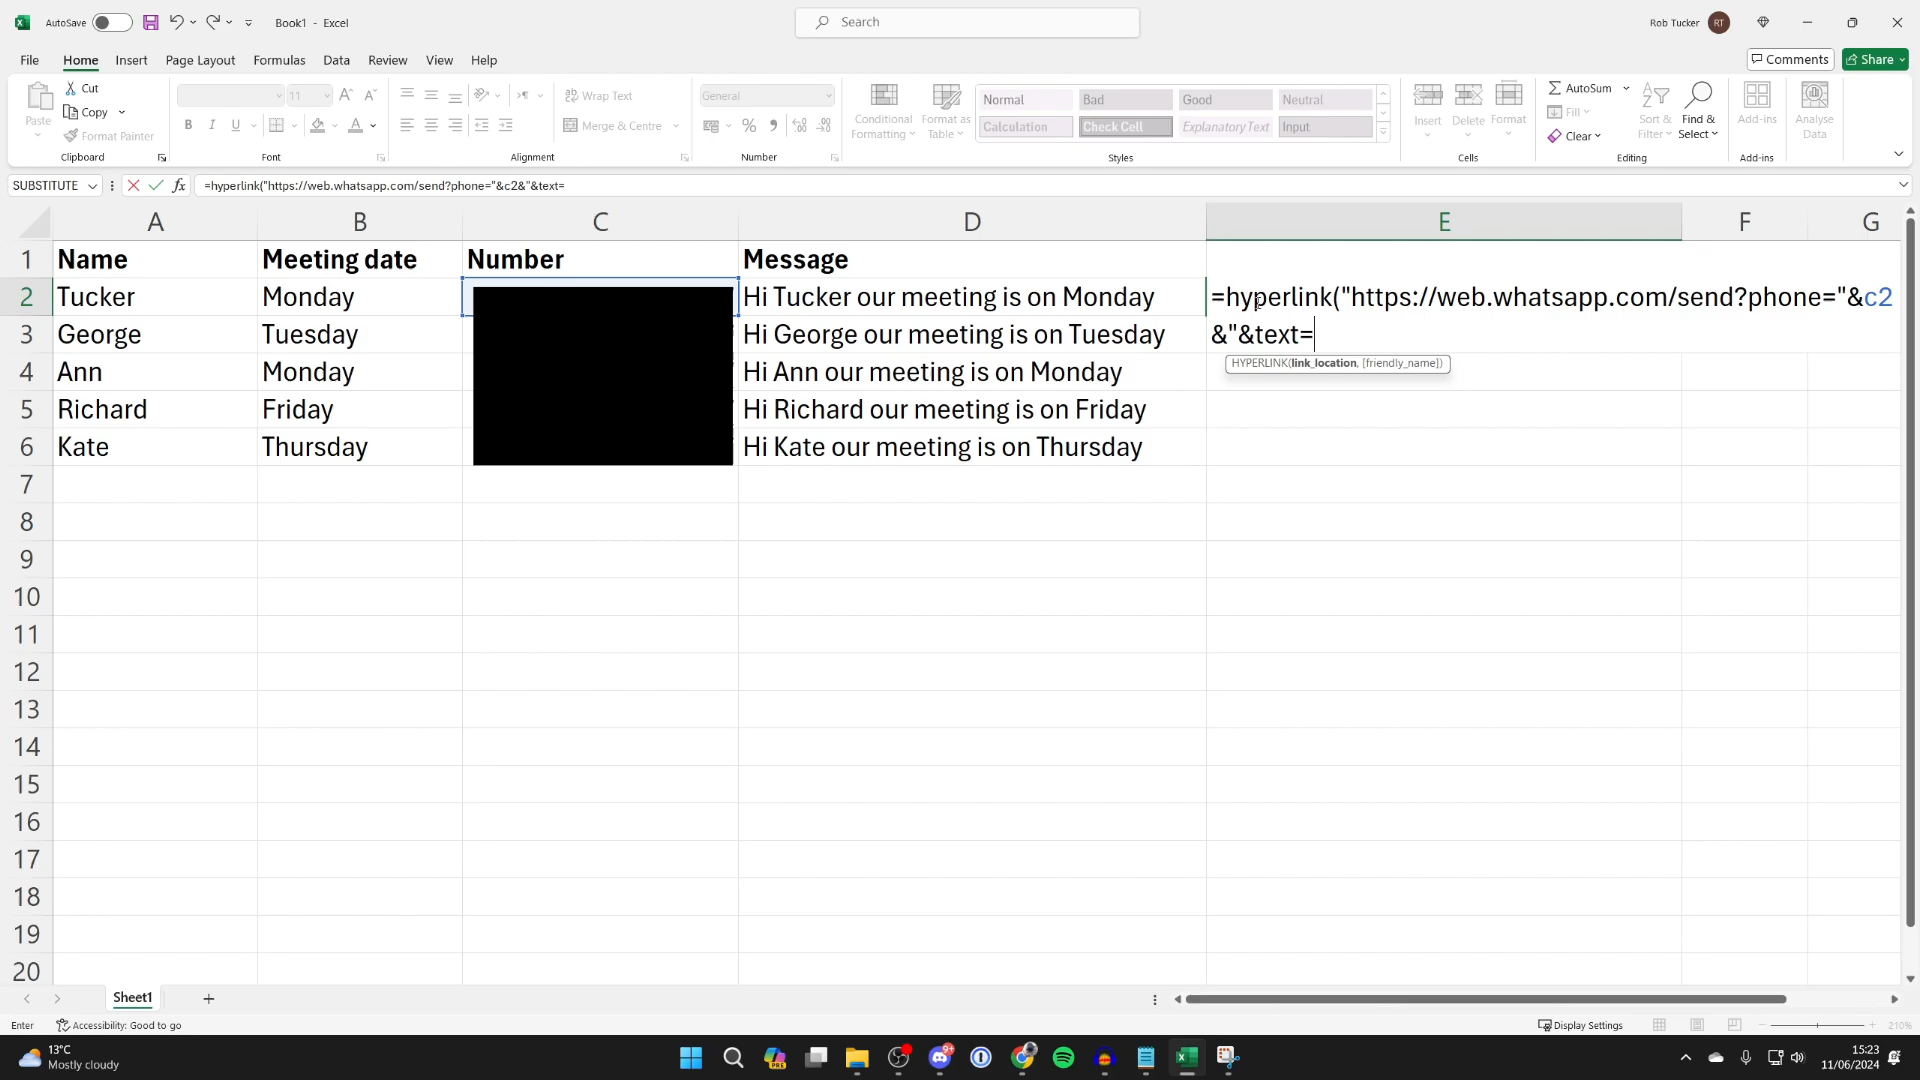 AutoSave
Book1 - Excel
Search
Rob Tucker
RT
File
Home
Insert
Page Layout
Formulas
Data
Review
View
Help
Comments
Share
Paste
Cut
Copy
Format Painter
Clipboard
11
B I U
Font
Wrap Text
Merge & Centre
Alignment
General
Number
Conditional
Formatting
Format as
Table
Normal
Bad
Good
Neutral
Calculation
Check Cell
Explanatory Text
Input
Styles
Insert
Delete
Format
Cells
AutoSum
Fill
Clear
Sort &
Filter
Find &
Select
Editing
Add-ins
Add-ins
Analyse
Data
SUBSTITUTE
fx
=hyperlink("https://web.whatsapp.com/send?phone="&c2&"&text=
A B C D E F G
1 Name Meeting date Number Message
2 Tucker Monday Hi Tucker our meeting is on Monday =hyperlink("https://web.whatsapp.com/send?phone="&c2
3 George Tuesday Hi George our meeting is on Tuesday &"&text=
HYPERLINK(link_location, [friendly_name])
4 Ann Monday Hi Ann our meeting is on Monday
5 Richard Friday Hi Richard our meeting is on Friday
6 Kate Thursday Hi Kate our meeting is on Thursday
7
8
9
10
11
12
13
14
15
16
17
18
19
20
Sheet1
Enter
Accessibility: Good to go
Display Settings
210%
13°C
Mostly cloudy
PRE
9+
15:23
11/06/2024